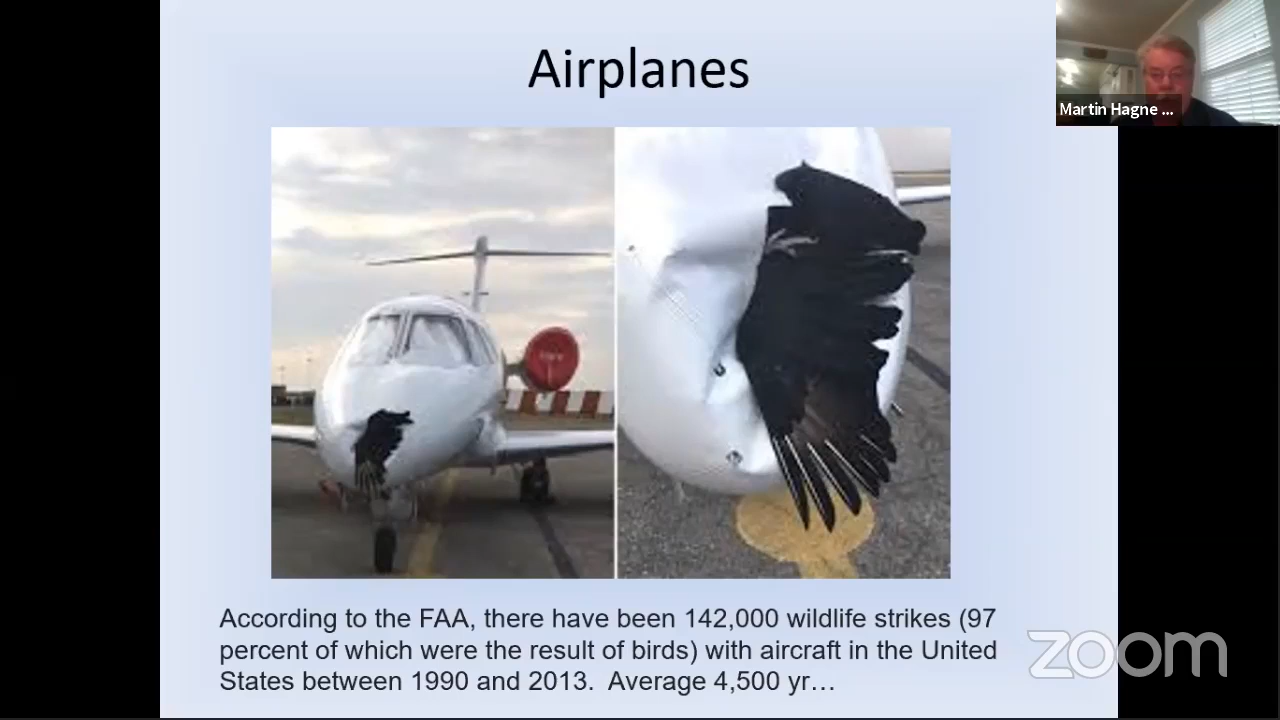 Airplanes
Martin Hagne ...
According to the FAA, there have been 142,000 wildlife strikes (97
percent of which were the result of birds) with aircraft in the United
States between 1990 and 2013.  Average 4,500 yr…
zoom